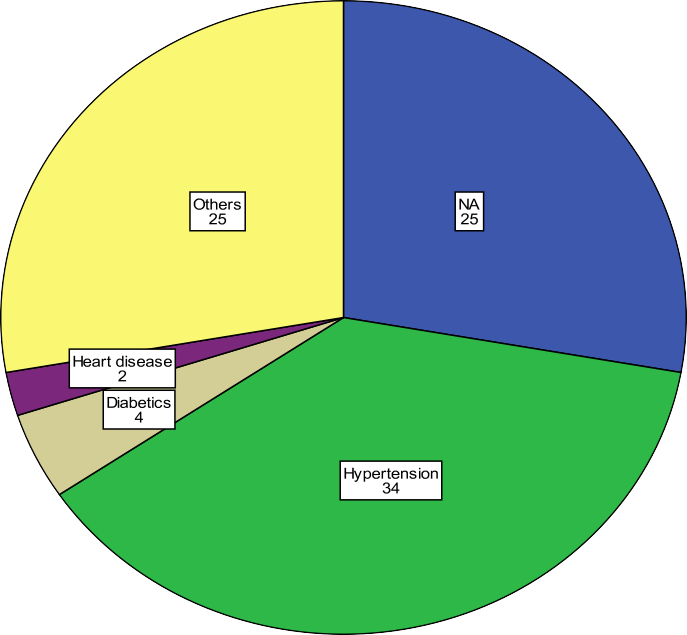 Others
25
NA
25
Heart disease
2
Diabetics
4
Hypertension
34